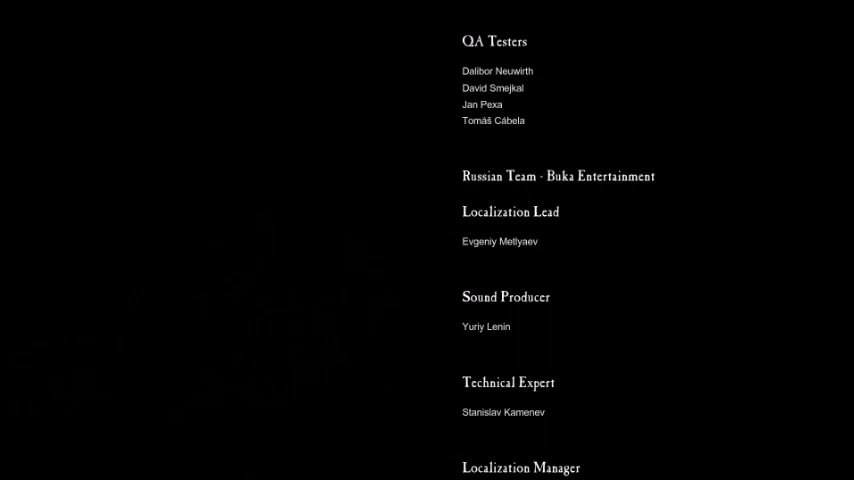 QA Testers
Dalibor Neuwirth
David Smejkal
Jan Pexa
Tomáš Cábela
Russian Team - Buka Entertainment
Localization Lead
Evgeniy Metlyaev
Sound Producer
Yuriy Lenin
Technical Expert
Stanislav Kamenev
Localization Manager